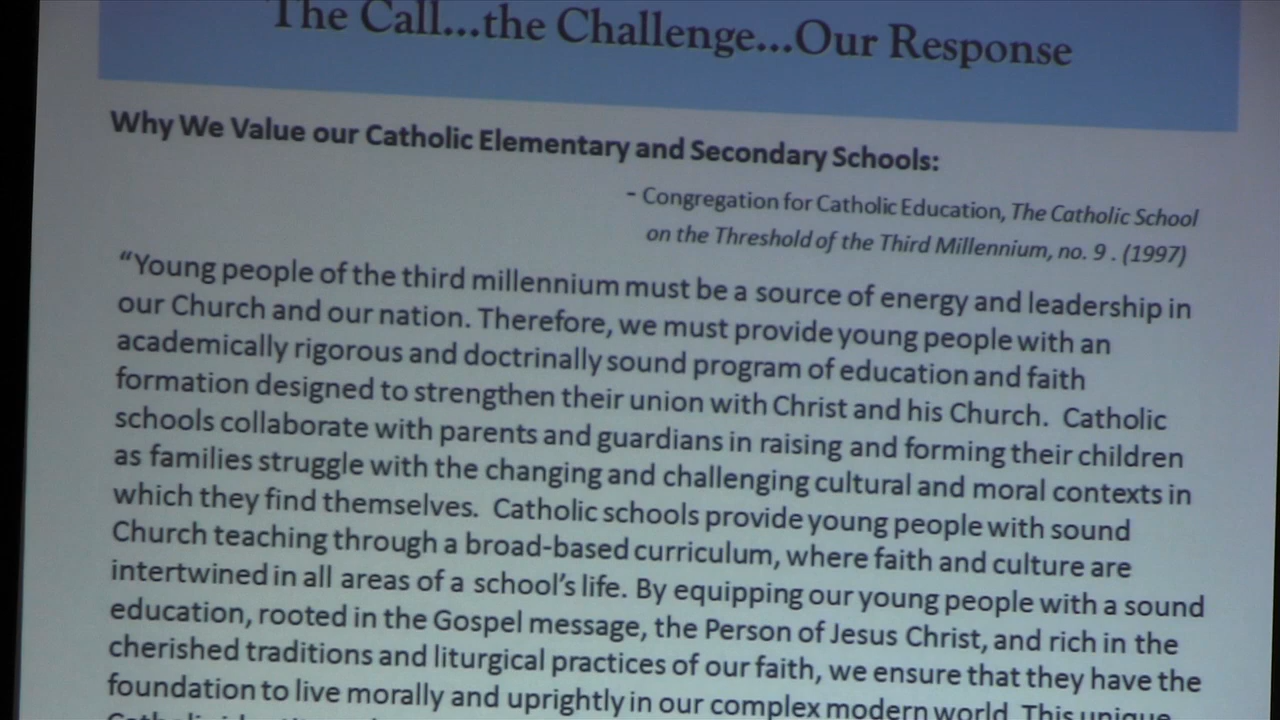 The Call...the Challenge...Our Response
Why We Value our Catholic Elementary and Secondary Schools:
- Congregation for Catholic Education, The Catholic School
on the Threshold of the Third Millennium, no. 9 . (1997)
“Young people of the third millennium must be a source of energy and leadership in
our Church and our nation. Therefore, we must provide young people with an
academically rigorous and doctrinally sound program of education and faith
formation designed to strengthen their union with Christ and his Church.  Catholic
schools collaborate with parents and guardians in raising and forming their children
as families struggle with the changing and challenging cultural and moral contexts in
which they find themselves.  Catholic schools provide young people with sound
Church teaching through a broad-based curriculum, where faith and culture are
intertwined in all areas of a school’s life. By equipping our young people with a sound
education, rooted in the Gospel message, the Person of Jesus Christ, and rich in the
cherished traditions and liturgical practices of our faith, we ensure that they have the
foundation to live morally and uprightly in our complex modern world. This unique